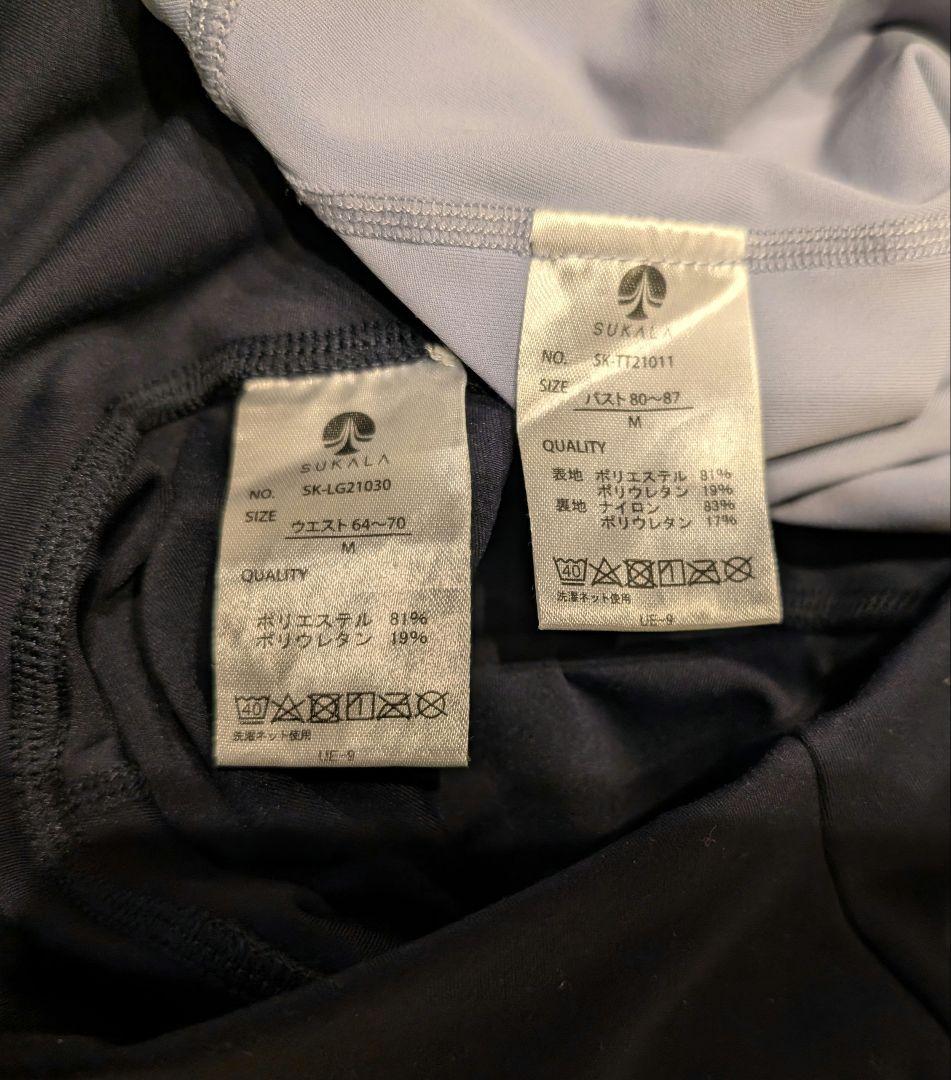 SUKALA
NO. SK-LG21030
SIZE
ウエスト 64～70
M
QUALITY
ポリエステル 81%
ポリウレタン 19%
40
洗濯ネット使用
UE-9
SUKALA
NO. SK-TT21011
SIZE
バスト 80～87
M
QUALITY
表地 ポリエステル 81%
ポリウレタン 19%
裏地 ナイロン 83%
ポリウレタン 17%
40
洗濯ネット使用
UE-9